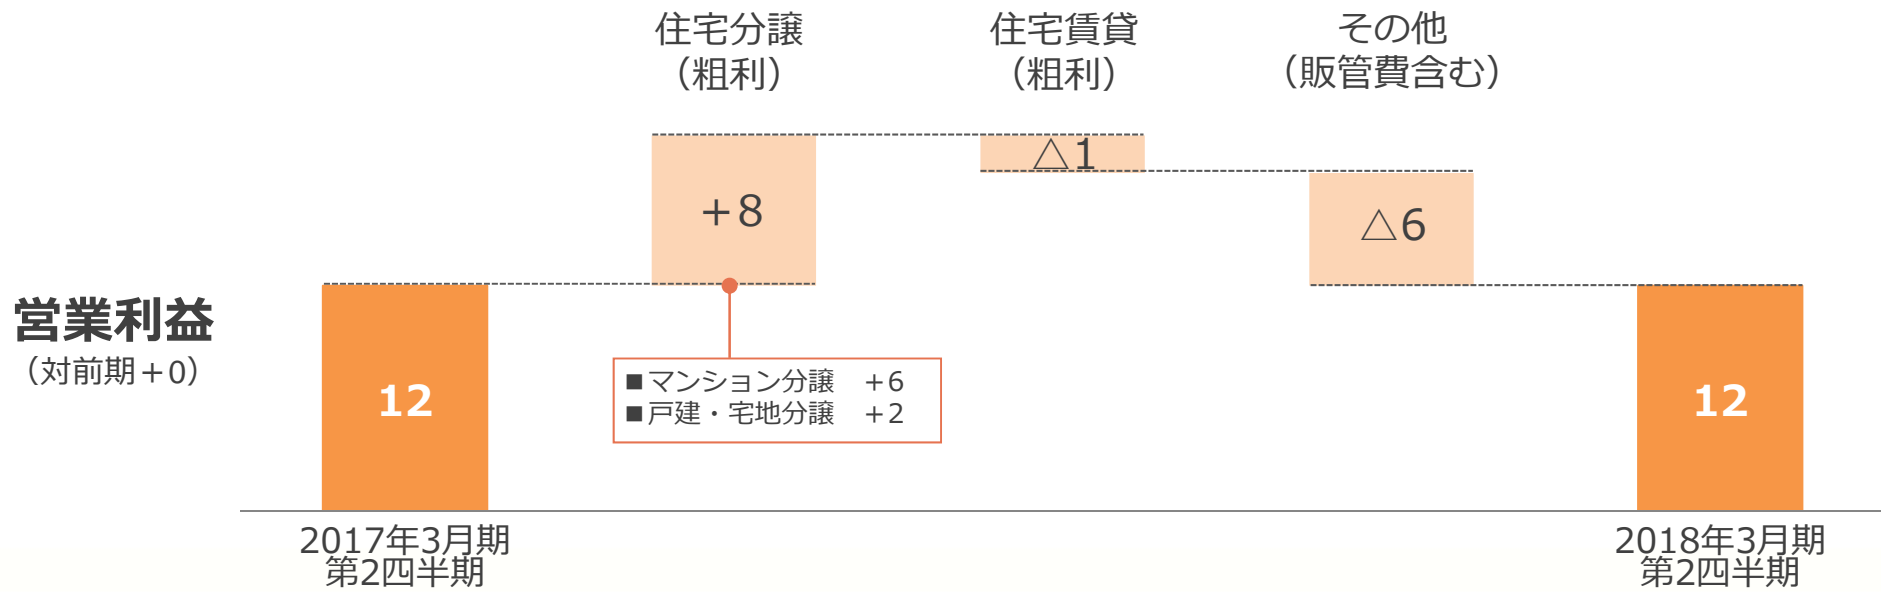 住宅分譲
（粗利）
住宅賃貸
（粗利）
その他
（販管費含む）
＋8
△1
△6
営業利益
（対前期＋0）
12
■マンション分譲　＋6
■戸建・宅地分譲　＋2
12
2017年3月期
第2四半期
2018年3月期
第2四半期